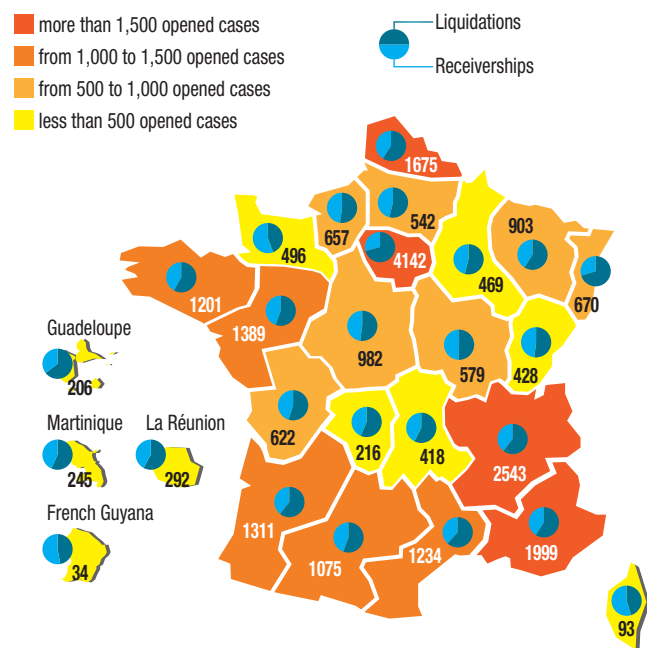 more than 1,500 opened cases
from 1,000 to 1,500 opened cases
from 500 to 1,000 opened cases
less than 500 opened cases
Liquidations
Receiverships
1675
542
657
903
496
4142
469
670
1201
1389
982
579
428
Guadeloupe
206
622
216
418
2543
Martinique
245
La Réunion
292
French Guyana
34
1311
1075
1234
1999
93